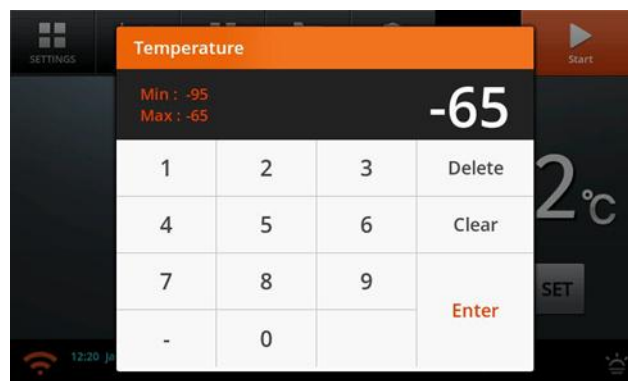 SETTINGS
Temperature
Start
Min : -95
Max : -65
-65
1 2 3 Delete
4 5 6 Clear
7 8 9
Enter
- 0
2℃
SET
12:20